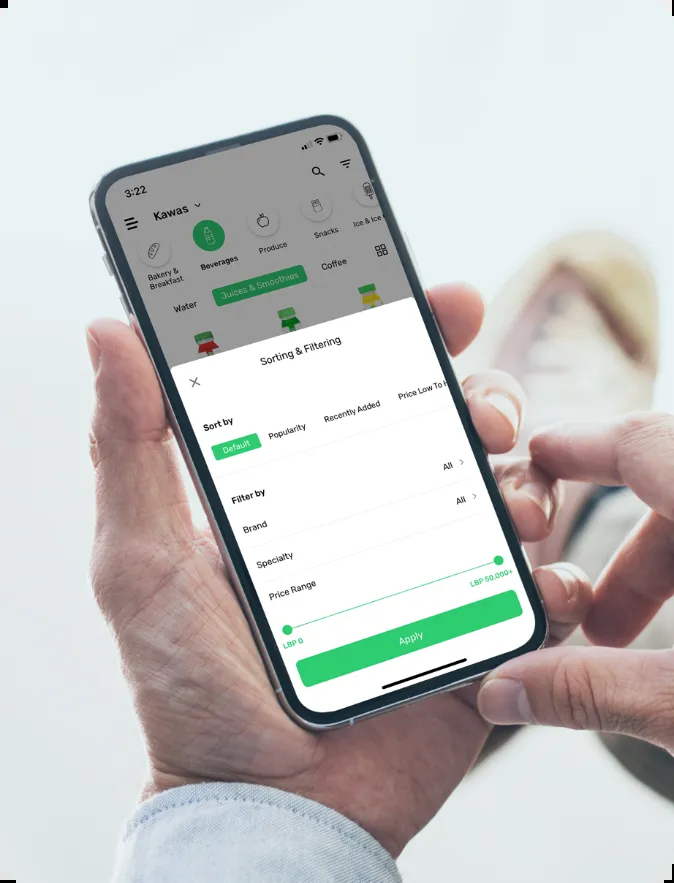 3:22
Kawas
Bakery &
Breakfast
Beverages
Produce
Snacks
Ice & Ice
Water
Juices & Smoothies
Coffee
Sorting & Filtering
Sort by
Default
Popularity
Recently Added
Price Low To
Filter by
Brand
All
Specialty
All
Price Range
LBP 0
LBP 50,000+
Apply